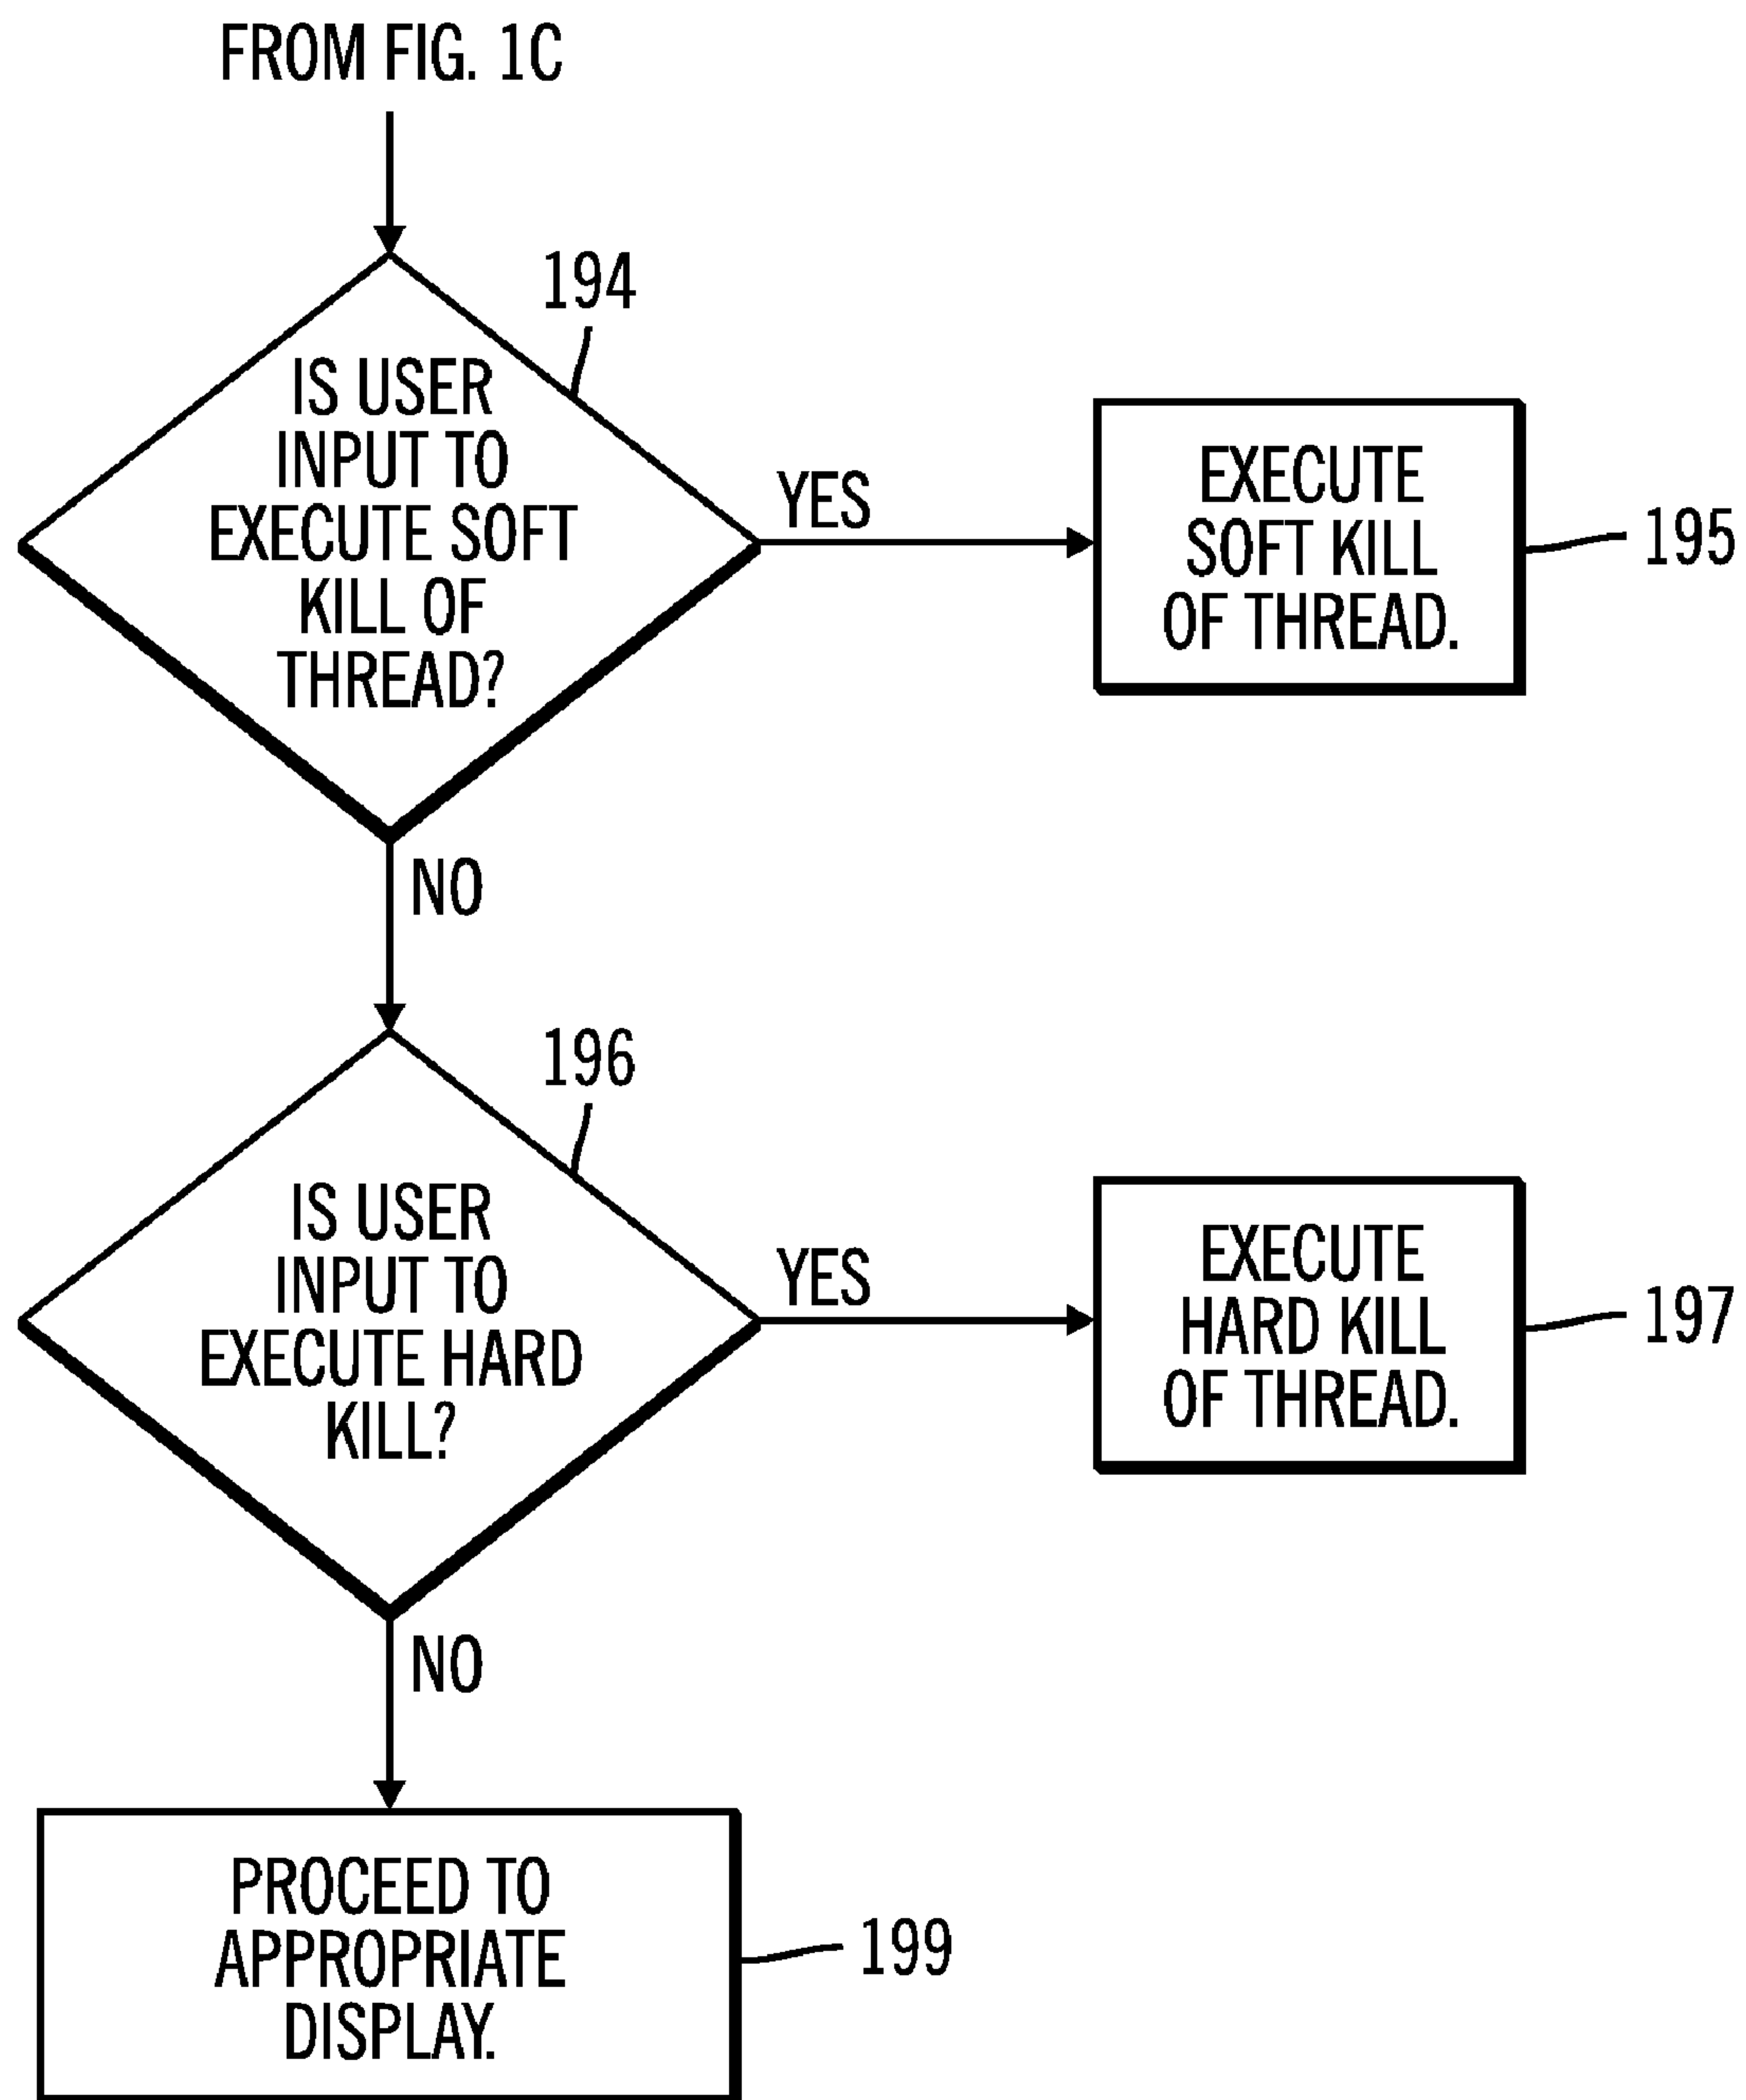 FROM FIG. 1C
194
IS USER
INPUT TO
EXECUTE SOFT
KILL OF
THREAD?
YES
EXECUTE
SOFT KILL
OF THREAD.
195
NO
196
IS USER
INPUT TO
EXECUTE HARD
KILL?
YES
EXECUTE
HARD KILL
OF THREAD.
197
NO
PROCEED TO
APPROPRIATE
DISPLAY.
199